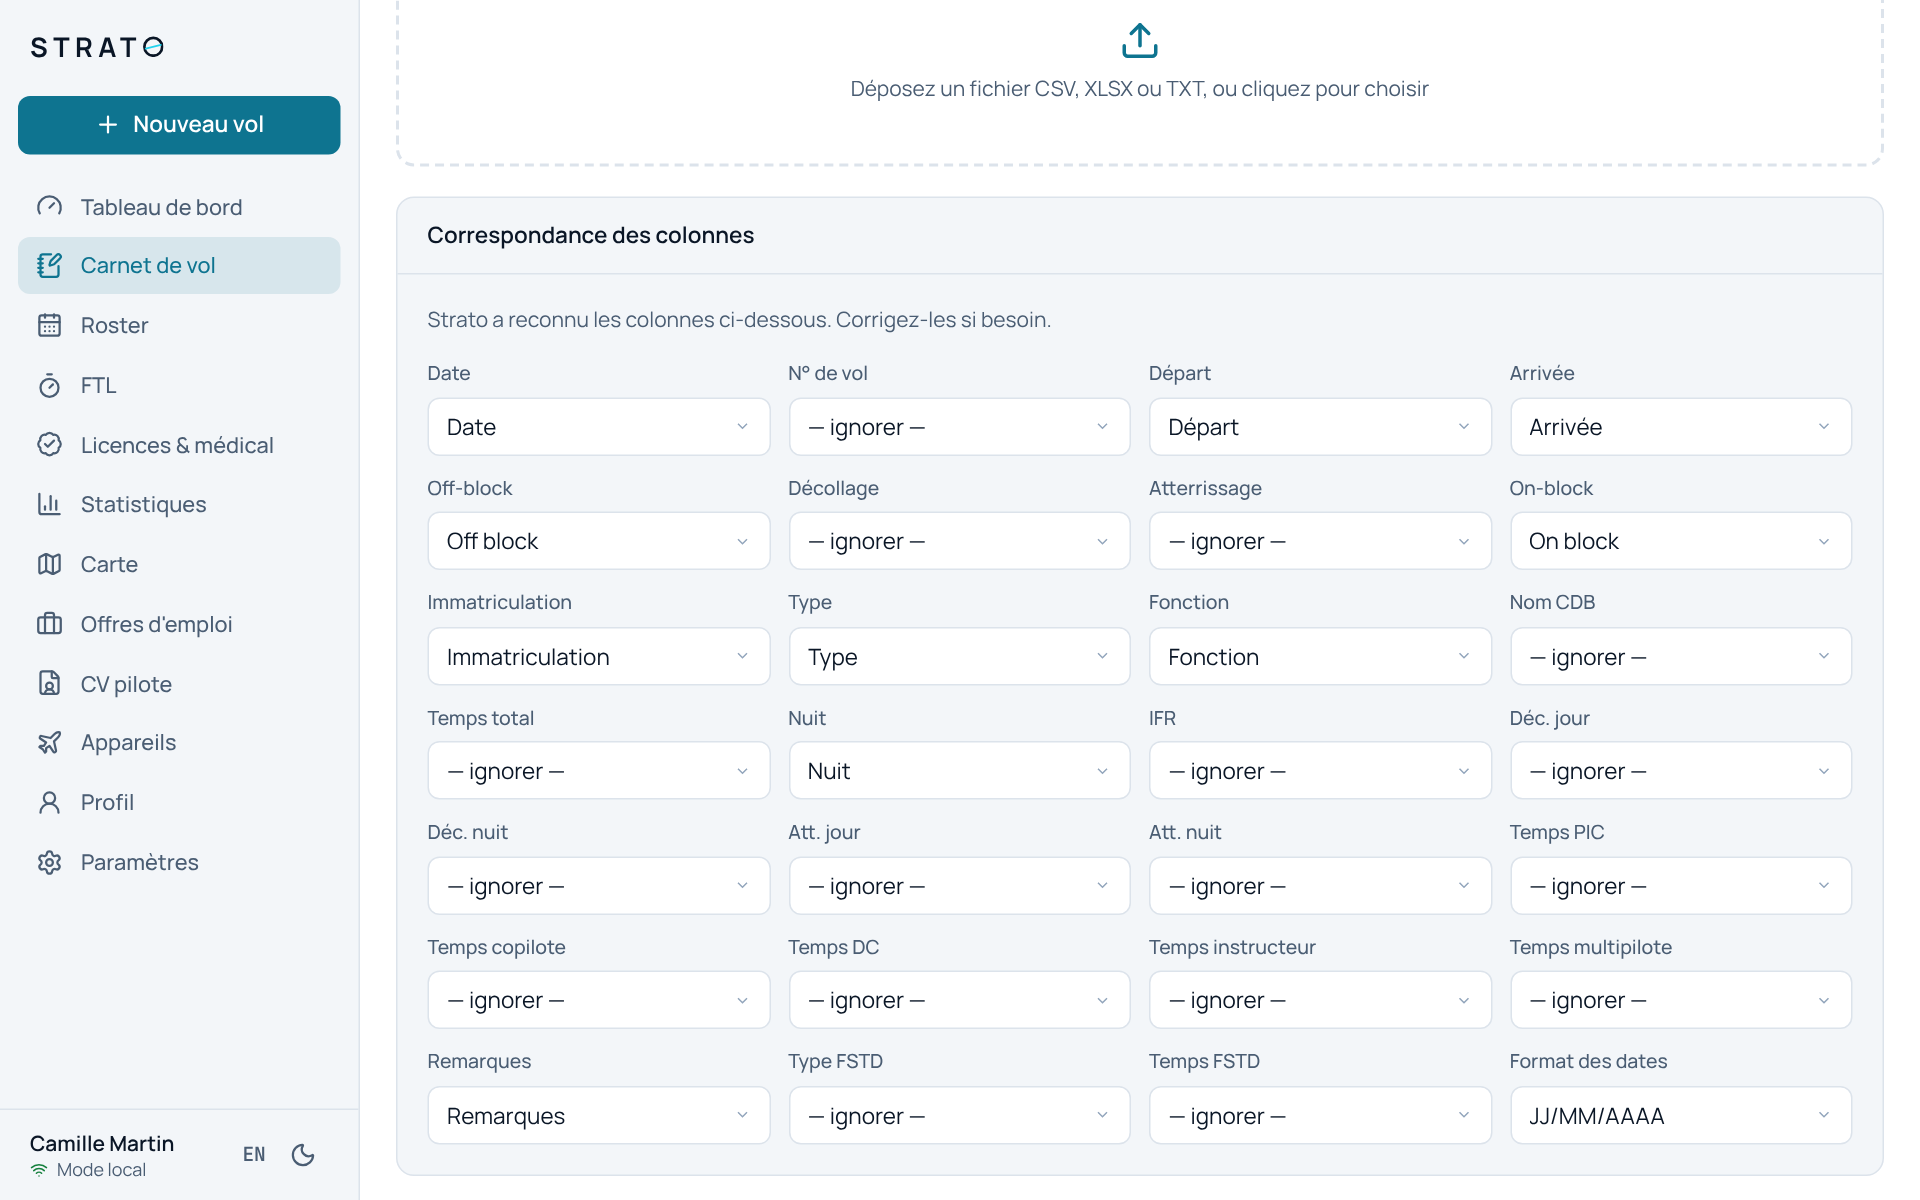 STRATO
Nouveau vol
Tableau de bord
Carnet de vol
Roster
FTL
Licences & médical
Statistiques
Carte
Offres d'emploi
CV pilote
Appareils
Profil
Paramètres
Camille Martin
Mode local
EN
Déposez un fichier CSV, XLSX ou TXT, ou cliquez pour choisir
Correspondance des colonnes
Strato a reconnu les colonnes ci-dessous. Corrigez-les si besoin.
Date
Date
N° de vol
— ignorer —
Départ
Départ
Arrivée
Arrivée
Off-block
Off block
Décollage
— ignorer —
Atterrissage
— ignorer —
On-block
On block
Immatriculation
Immatriculation
Type
Type
Fonction
Fonction
Nom CDB
— ignorer —
Temps total
— ignorer —
Nuit
Nuit
IFR
— ignorer —
Déc. jour
— ignorer —
Déc. nuit
— ignorer —
Att. jour
— ignorer —
Att. nuit
— ignorer —
Temps PIC
— ignorer —
Temps copilote
— ignorer —
Temps DC
— ignorer —
Temps instructeur
— ignorer —
Temps multipilote
— ignorer —
Remarques
Remarques
Type FSTD
— ignorer —
Temps FSTD
— ignorer —
Format des dates
JJ/MM/AAAA